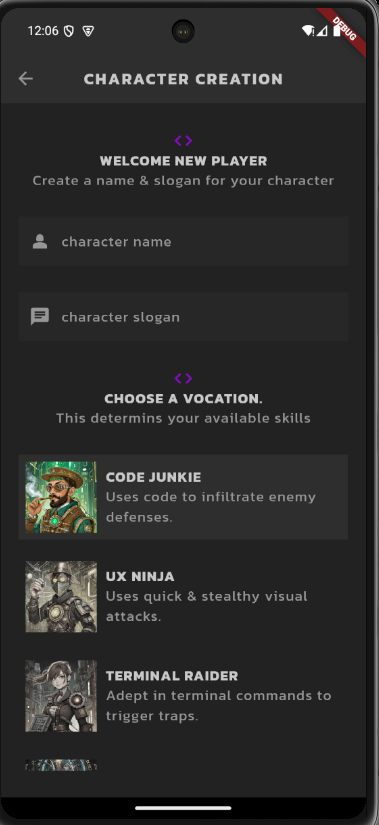 12:06
DEBUG
CHARACTER CREATION
<>
WELCOME NEW PLAYER
Create a name & slogan for your character
character name
character slogan
<>
CHOOSE A VOCATION.
This determins your available skills
CODE JUNKIE
Uses code to infiltrate enemy
defenses.
UX NINJA
Uses quick & stealthy visual
attacks.
TERMINAL RAIDER
Adept in terminal commands to
trigger traps.